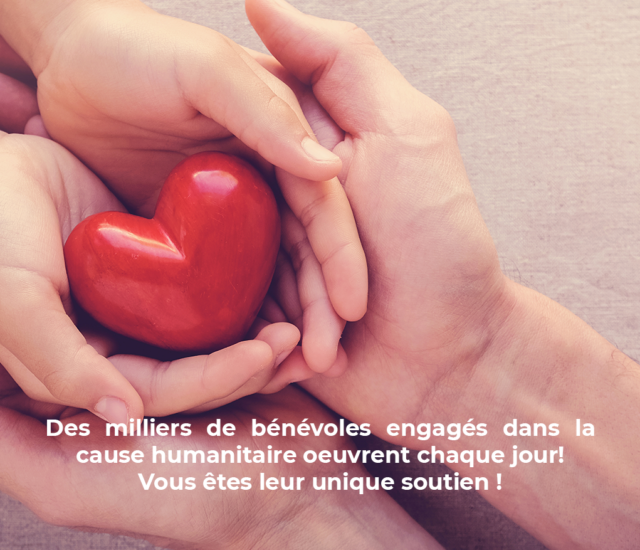 Des milliers de bénévoles engagés dans la
cause humanitaire oeuvrent chaque jour!
Vous êtes leur unique soutien !